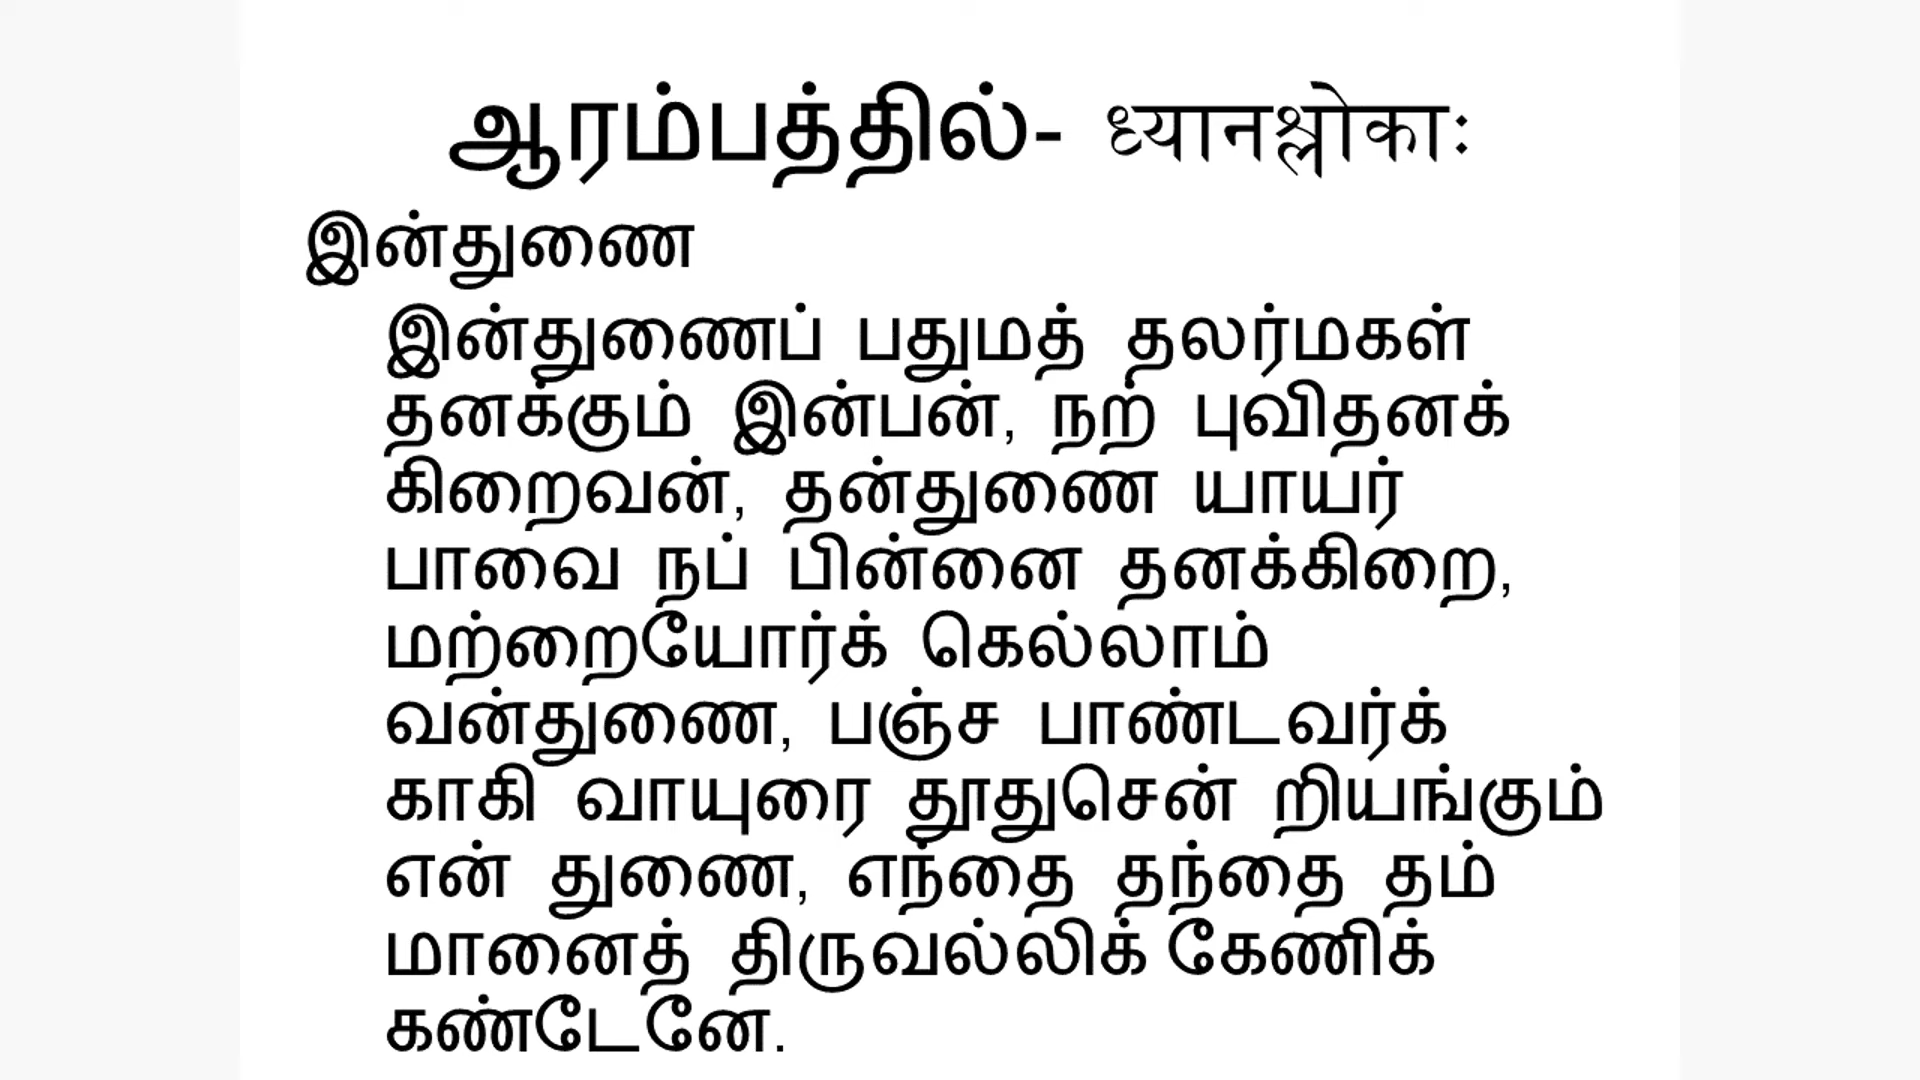 ஆரம்பத்தில்- ध्यानश्लोकाः
இன்துணை
இன்துணைப் பதுமத் தலர்மகள்
தனக்கும் இன்பன், நற் புவிதனக்
கிறைவன், தன்துணை யாயர்
பாவை நப் பின்னை தனக்கிறை,
மற்றையோர்க் கெல்லாம்
வன்துணை, பஞ்ச பாண்டவர்க்
காகி வாயுரை தூதுசென் றியங்கும்
என் துணை, எந்தை தந்தை தம்
மானைத் திருவல்லிக் கேணிக்
கண்டேனே.